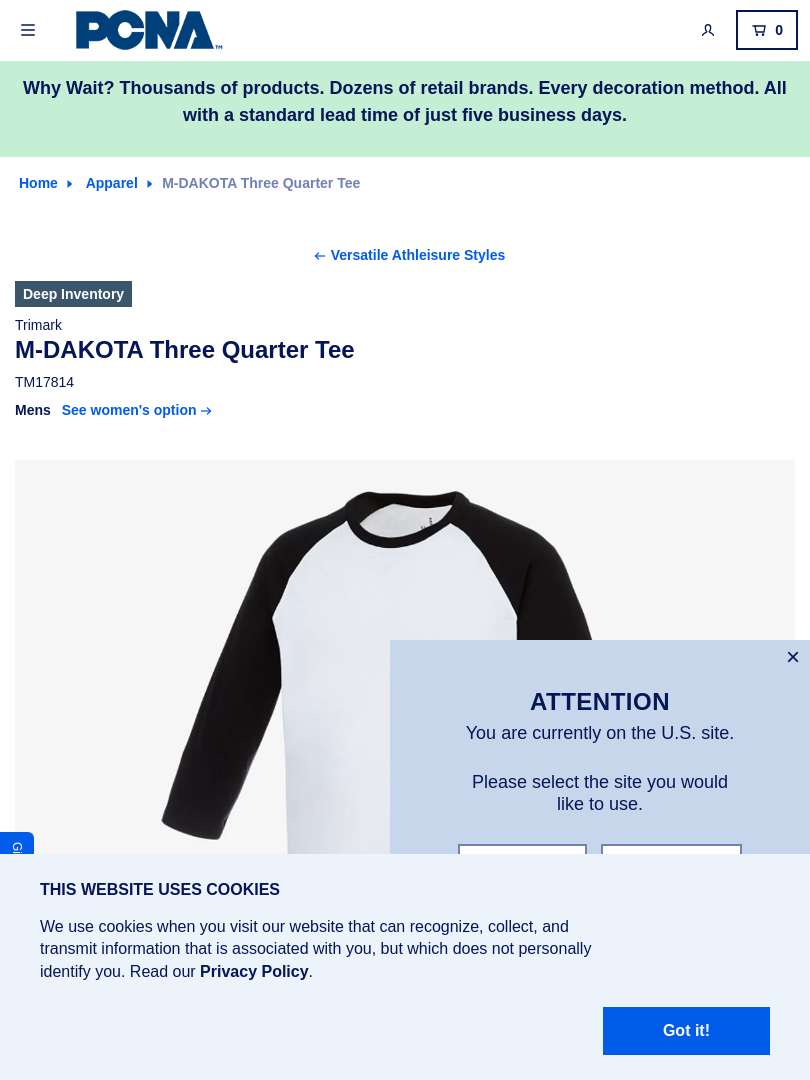 PCNA TM
0
Why Wait? Thousands of products. Dozens of retail brands. Every decoration method. All
with a standard lead time of just five business days.
Home Apparel M-DAKOTA Three Quarter Tee
← Versatile Athleisure Styles
Deep Inventory
Trimark
M-DAKOTA Three Quarter Tee
TM17814
Mens See women's option →
ATTENTION
You are currently on the U.S. site.
Please select the site you would
like to use.
THIS WEBSITE USES COOKIES
We use cookies when you visit our website that can recognize, collect, and
transmit information that is associated with you, but which does not personally
identify you. Read our Privacy Policy.
Got it!